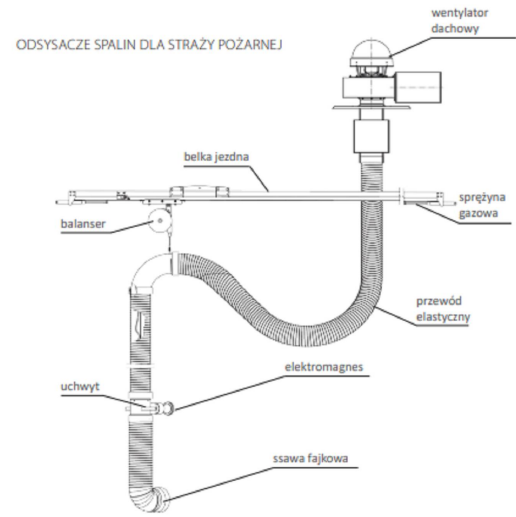 wentylator
dachowy
ODSYSACZE SPALIN DLA STRAŻY POŻARNEJ
belka jezdna
sprężyna
gazowa
balanser
przewód
elastyczny
elektromagnes
uchwyt
ssawa fajkowa